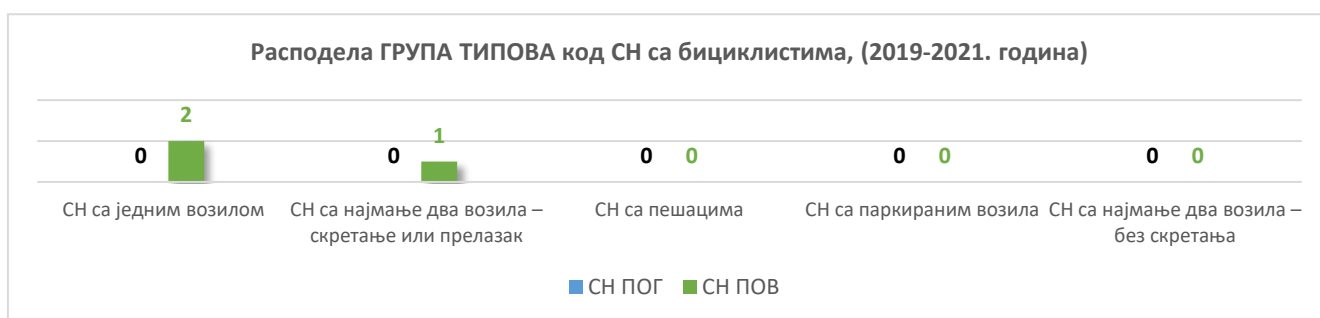 Расподела ГРУПА ТИПОВА код СН са бициклистима, (2019-2021. година)
2
0
0
1
0
0
0
0
0
0
СН са једним возилом
СН са најмање два возила –
скретање или прелазак
СН са пешацима
СН са паркираним возила
СН са најмање два возила –
без скретања
СН ПОГ
СН ПОВ